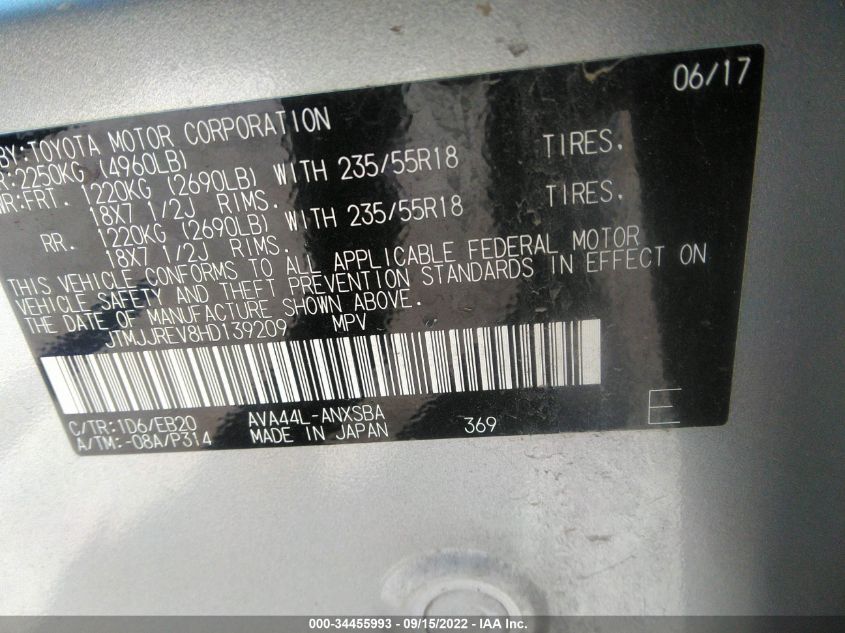 06/17
BY:TOYOTA MOTOR CORPORATION
R:2250KG (4960LB)
WR:FRT. 1220KG (2690LB) WITH 235/55R18 TIRES.
18X7 1/2J RIMS.
RR. 1220KG (2690LB) WITH 235/55R18 TIRES.
18X7 1/2J RIMS.
THIS VEHICLE CONFORMS TO ALL APPLICABLE FEDERAL MOTOR
VEHICLE SAFETY AND THEFT PREVENTION STANDARDS IN EFFECT ON
THE DATE OF MANUFACTURE SHOWN ABOVE.
JTMJJREV8HD139209 MPV
C/TR:1D6/EB20 AVA44L-ANXSBA
A/TM:-08A/P314 MADE IN JAPAN 369 E
000-34455993 - 09/15/2022 - IAA Inc.